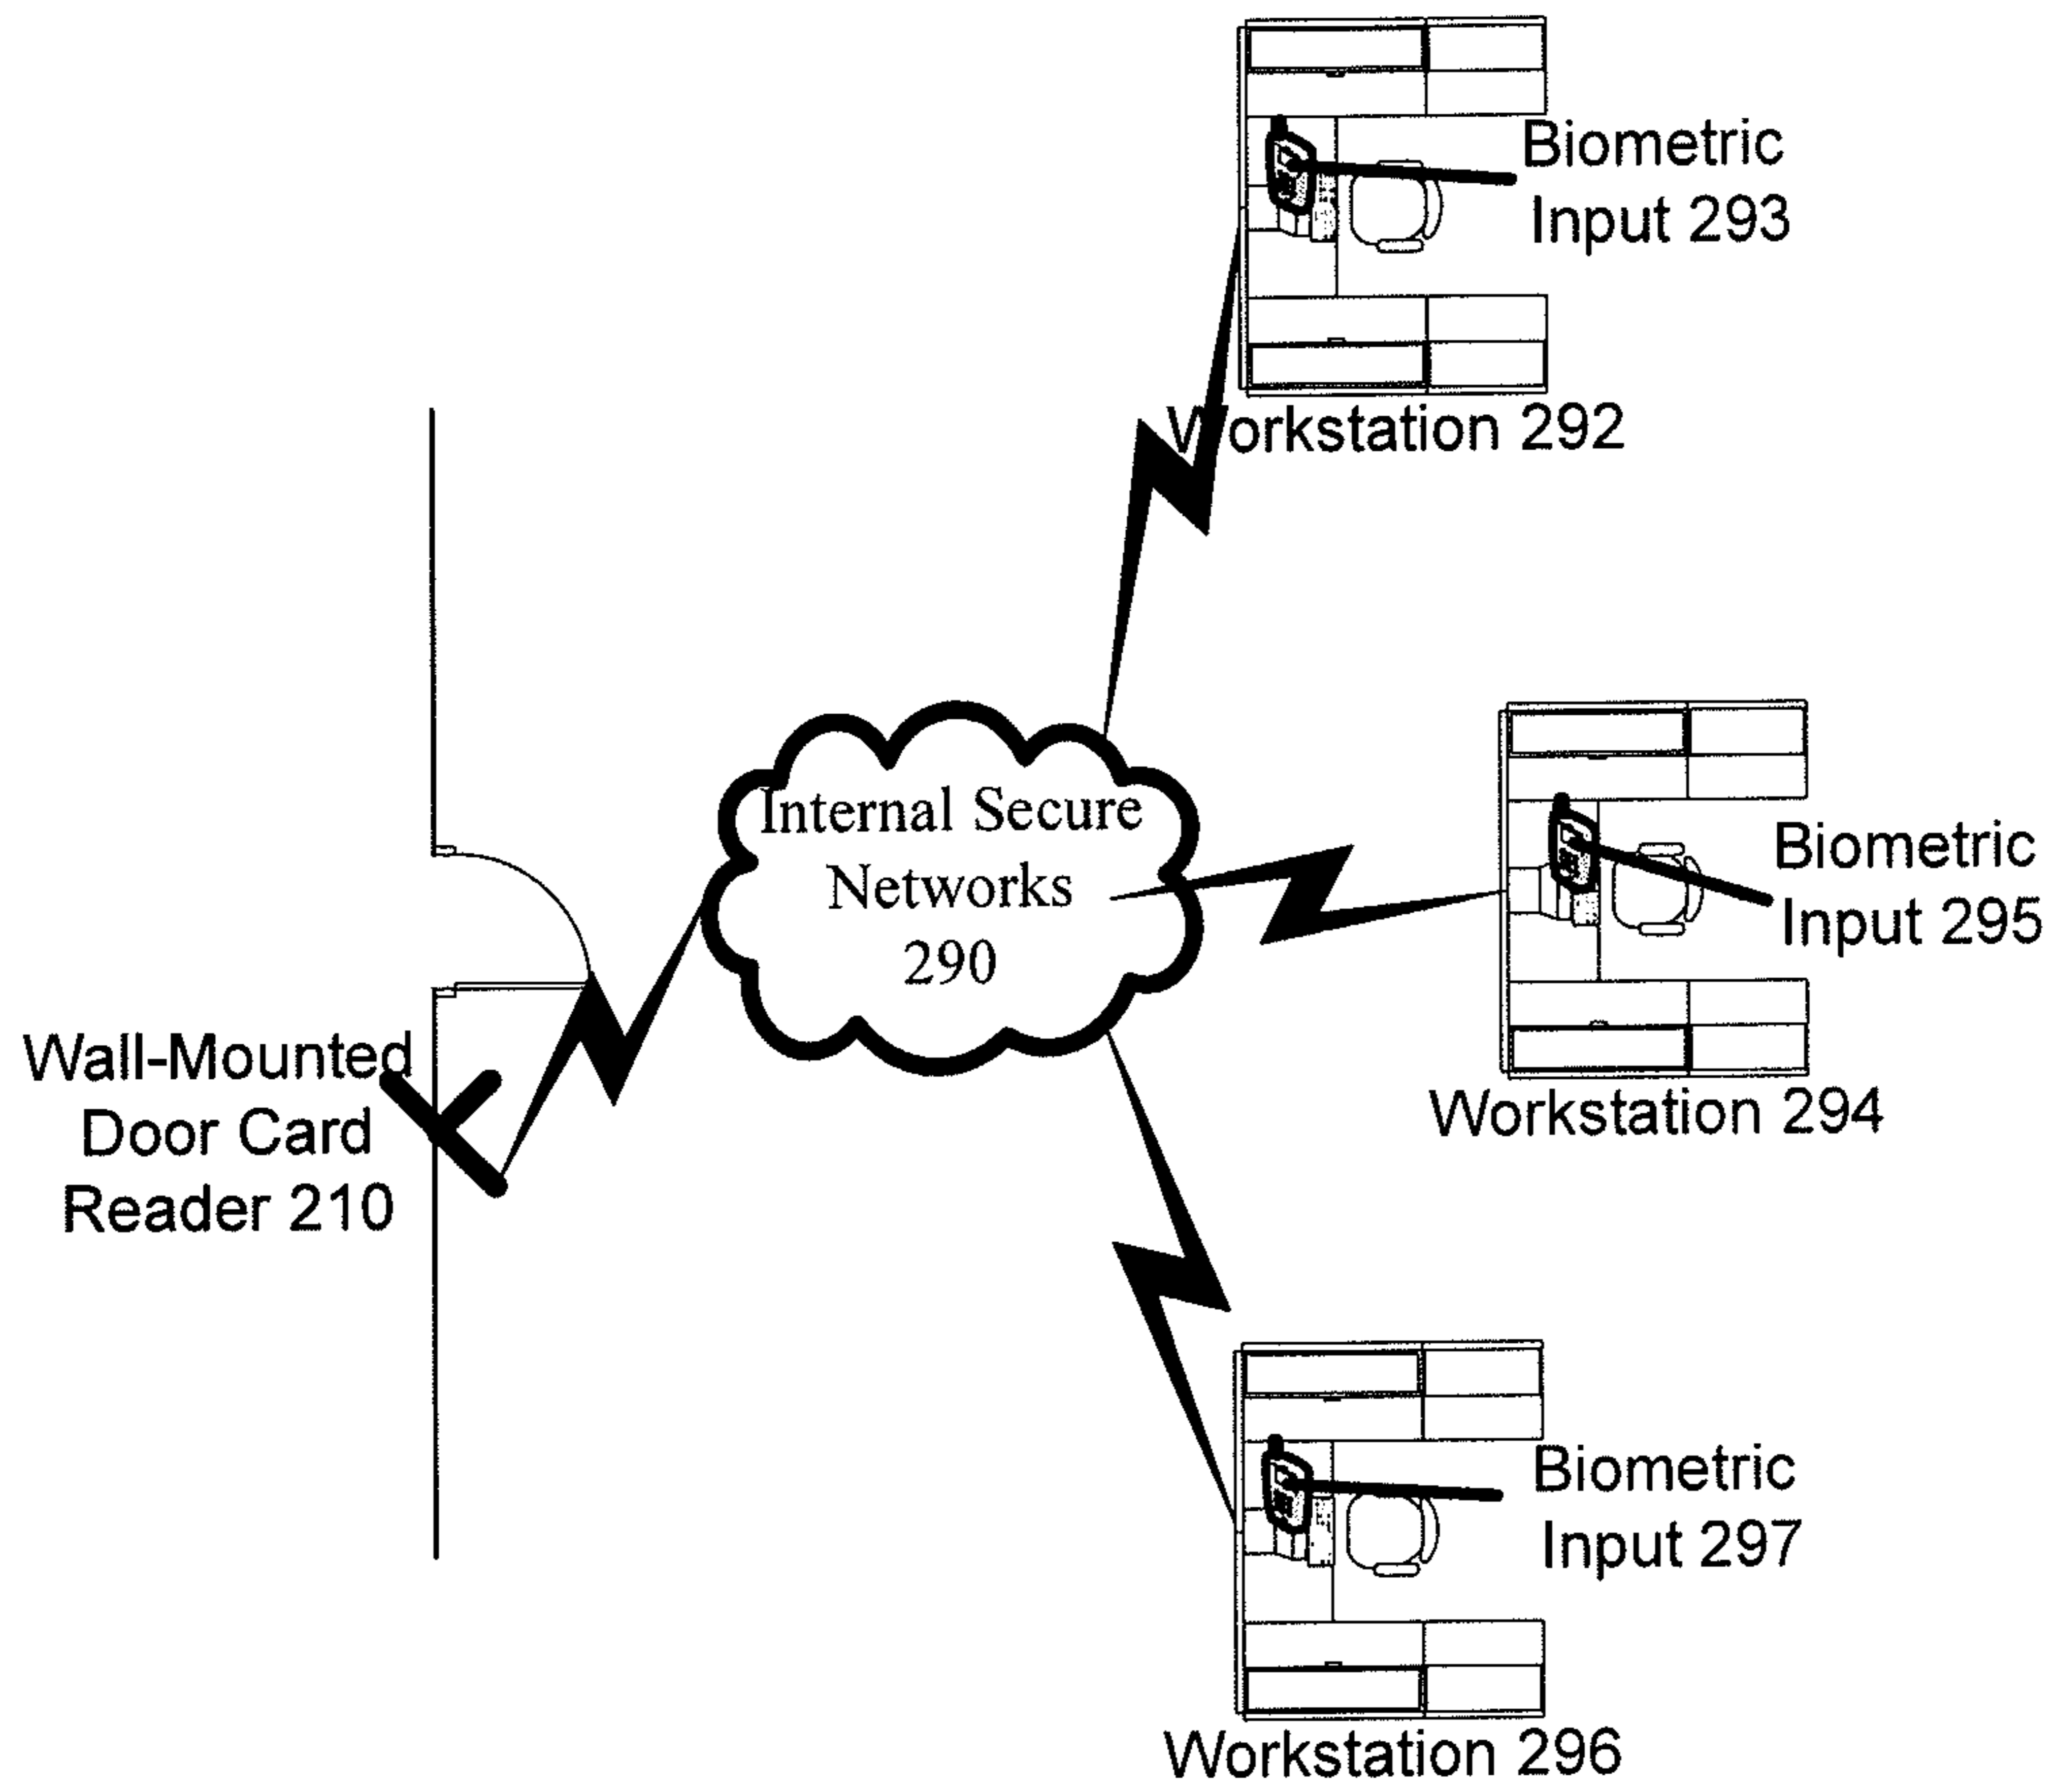 Biometric
Input 293
Workstation 292
Internal Secure
Networks
290
Biometric
Input 295
Workstation 294
Wall-Mounted
Door Card
Reader 210
Biometric
Input 297
Workstation 296